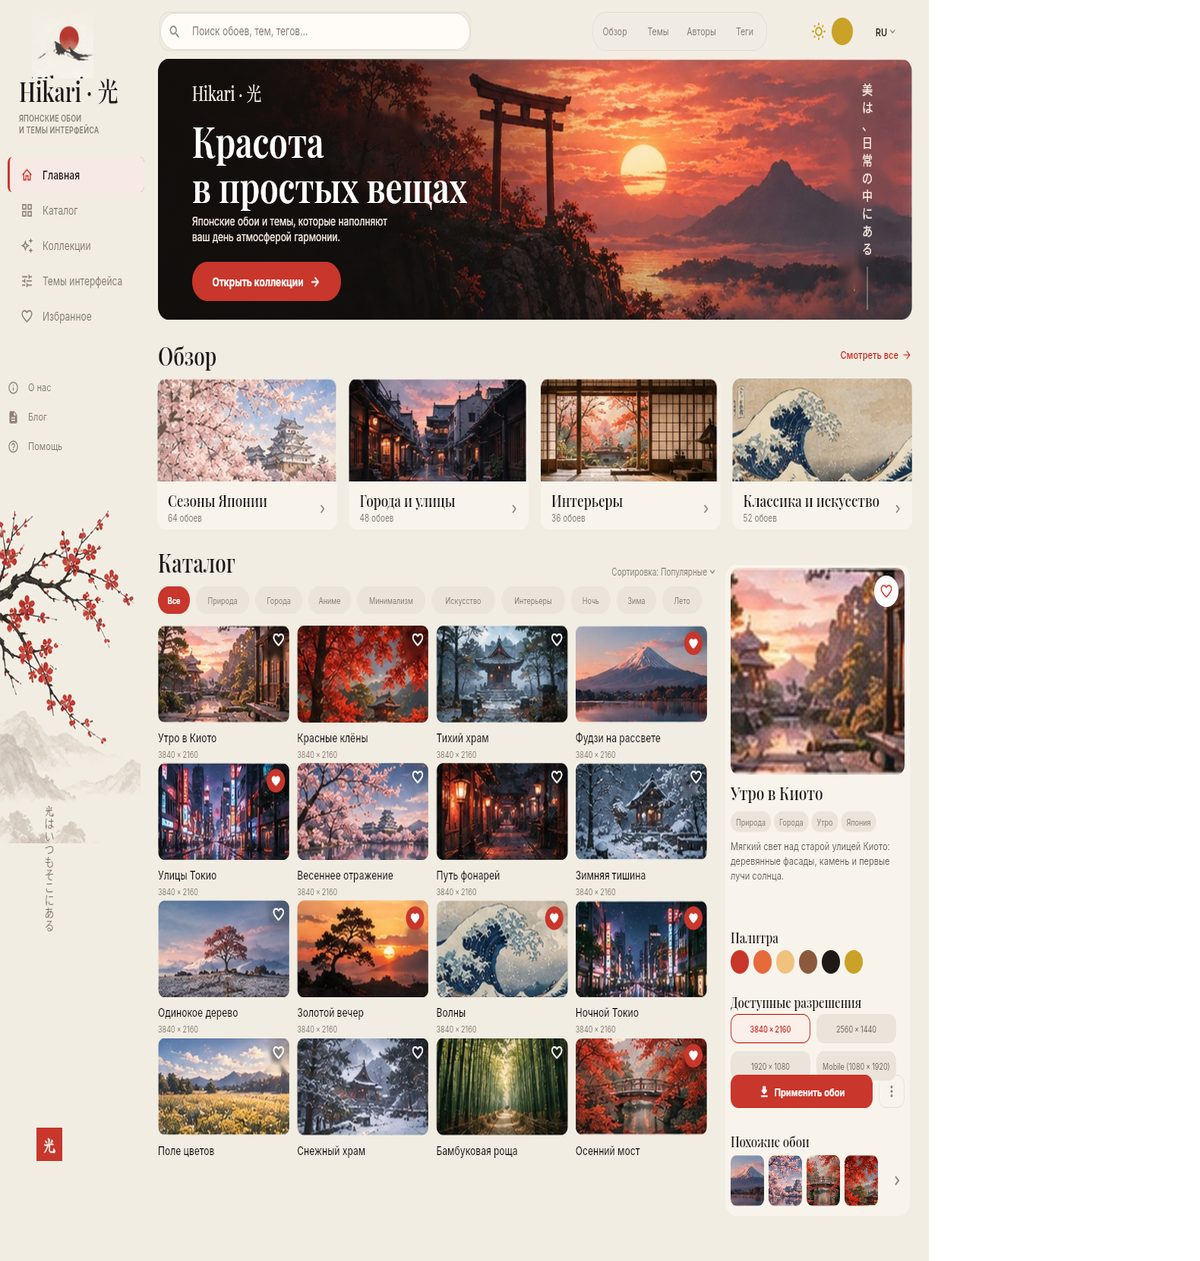 Hikari · 光
ЯПОНСКИЕ ОБОИ
И ТЕМЫ ИНТЕРФЕЙСА
Главная
Каталог
Коллекции
Темы интерфейса
Избранное
О нас
Блог
Помощь
光はいつもそこにある
光
Поиск обоев, тем, тегов...
Обзор
Темы
Авторы
Теги
RU
Hikari · 光
Красота
в простых вещах
Японские обои и темы, которые наполняют
ваш день атмосферой гармонии.
Открыть коллекции →
美は、日常の中にある
Обзор
Смотреть все →
Сезоны Японии
64 обоев
Города и улицы
48 обоев
Интерьеры
36 обоев
Классика и искусство
52 обоев
Каталог
Сортировка: Популярные
Все
Природа
Города
Аниме
Минимализм
Искусство
Интерьеры
Ночь
Зима
Лето
Утро в Киото
3840 × 2160
Красные клёны
3840 × 2160
Тихий храм
3840 × 2160
Фудзи на рассвете
3840 × 2160
Улицы Токио
3840 × 2160
Весеннее отражение
3840 × 2160
Путь фонарей
3840 × 2160
Зимняя тишина
3840 × 2160
Одинокое дерево
3840 × 2160
Золотой вечер
3840 × 2160
Волны
3840 × 2160
Ночной Токио
3840 × 2160
Поле цветов
Снежный храм
Бамбуковая роща
Осенний мост
Утро в Киото
Природа
Города
Утро
Япония
Мягкий свет над старой улицей Киото:
деревянные фасады, камень и первые
лучи солнца.
Палитра
Доступные разрешения
3840 × 2160
2560 × 1440
1920 × 1080
Mobile (1080 × 1920)
Применить обои
Похожие обои